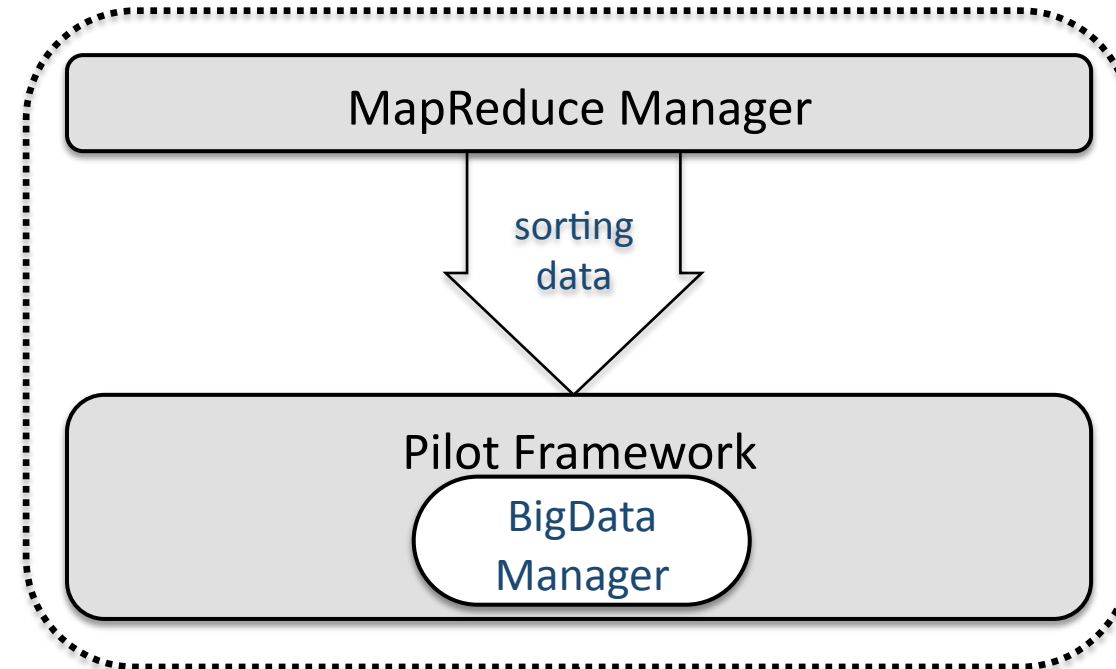 MapReduce Manager
sorting
data
Pilot Framework
BigData
Manager